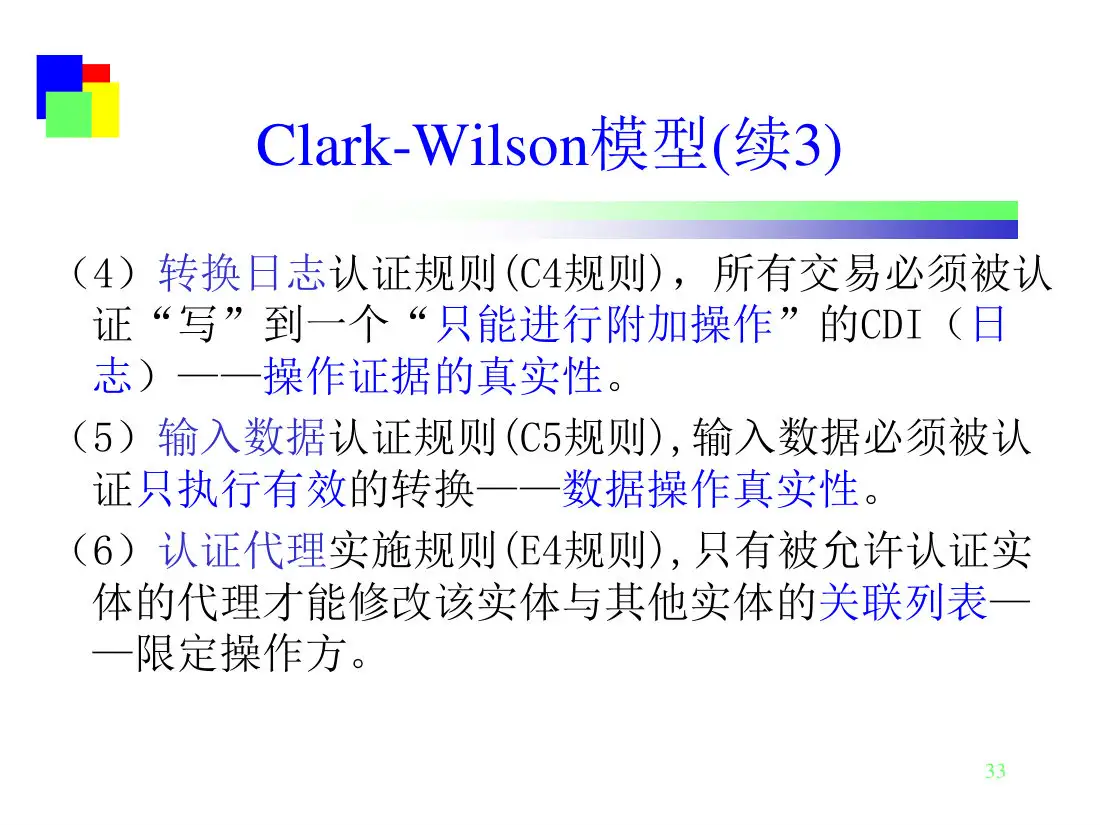 Clark-Wilson模型(续3)
（4）转换日志认证规则(C4规则)，所有交易必须被认
证“写”到一个“只能进行附加操作”的CDI（日
志）——操作证据的真实性。
（5）输入数据认证规则(C5规则),输入数据必须被认
证只执行有效的转换——数据操作真实性。
（6）认证代理实施规则(E4规则),只有被允许认证实
体的代理才能修改该实体与其他实体的关联列表—
—限定操作方。
33